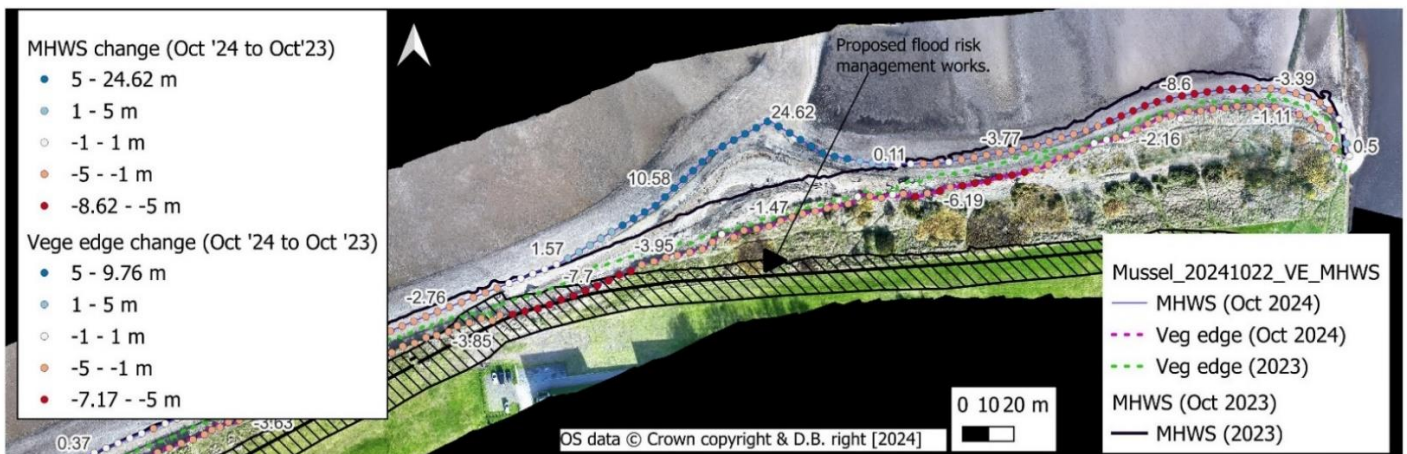 MHWS change (Oct '24 to Oct'23)
5 - 24.62 m
1 - 5 m
-1 - 1 m
-5 - -1 m
-8.62 - -5 m
Vege edge change (Oct '24 to Oct '23)
5 - 9.76 m
1 - 5 m
-1 - 1 m
-5 - -1 m
-7.17 - -5 m
Proposed flood risk
management works.
24.62
10.58
1.57
-2.76
0.11
-3.77
-8.6
-3.39
-1.11
0.5
-2.16
-6.19
-1.47
-3.95
-7.7
-3.85
-3.63
0.37
0 10 20 m
OS data © Crown copyright & D.B. right [2024]
Mussel_20241022_VE_MHWS
MHWS (Oct 2024)
Veg edge (Oct 2024)
Veg edge (2023)
MHWS (Oct 2023)
MHWS (2023)